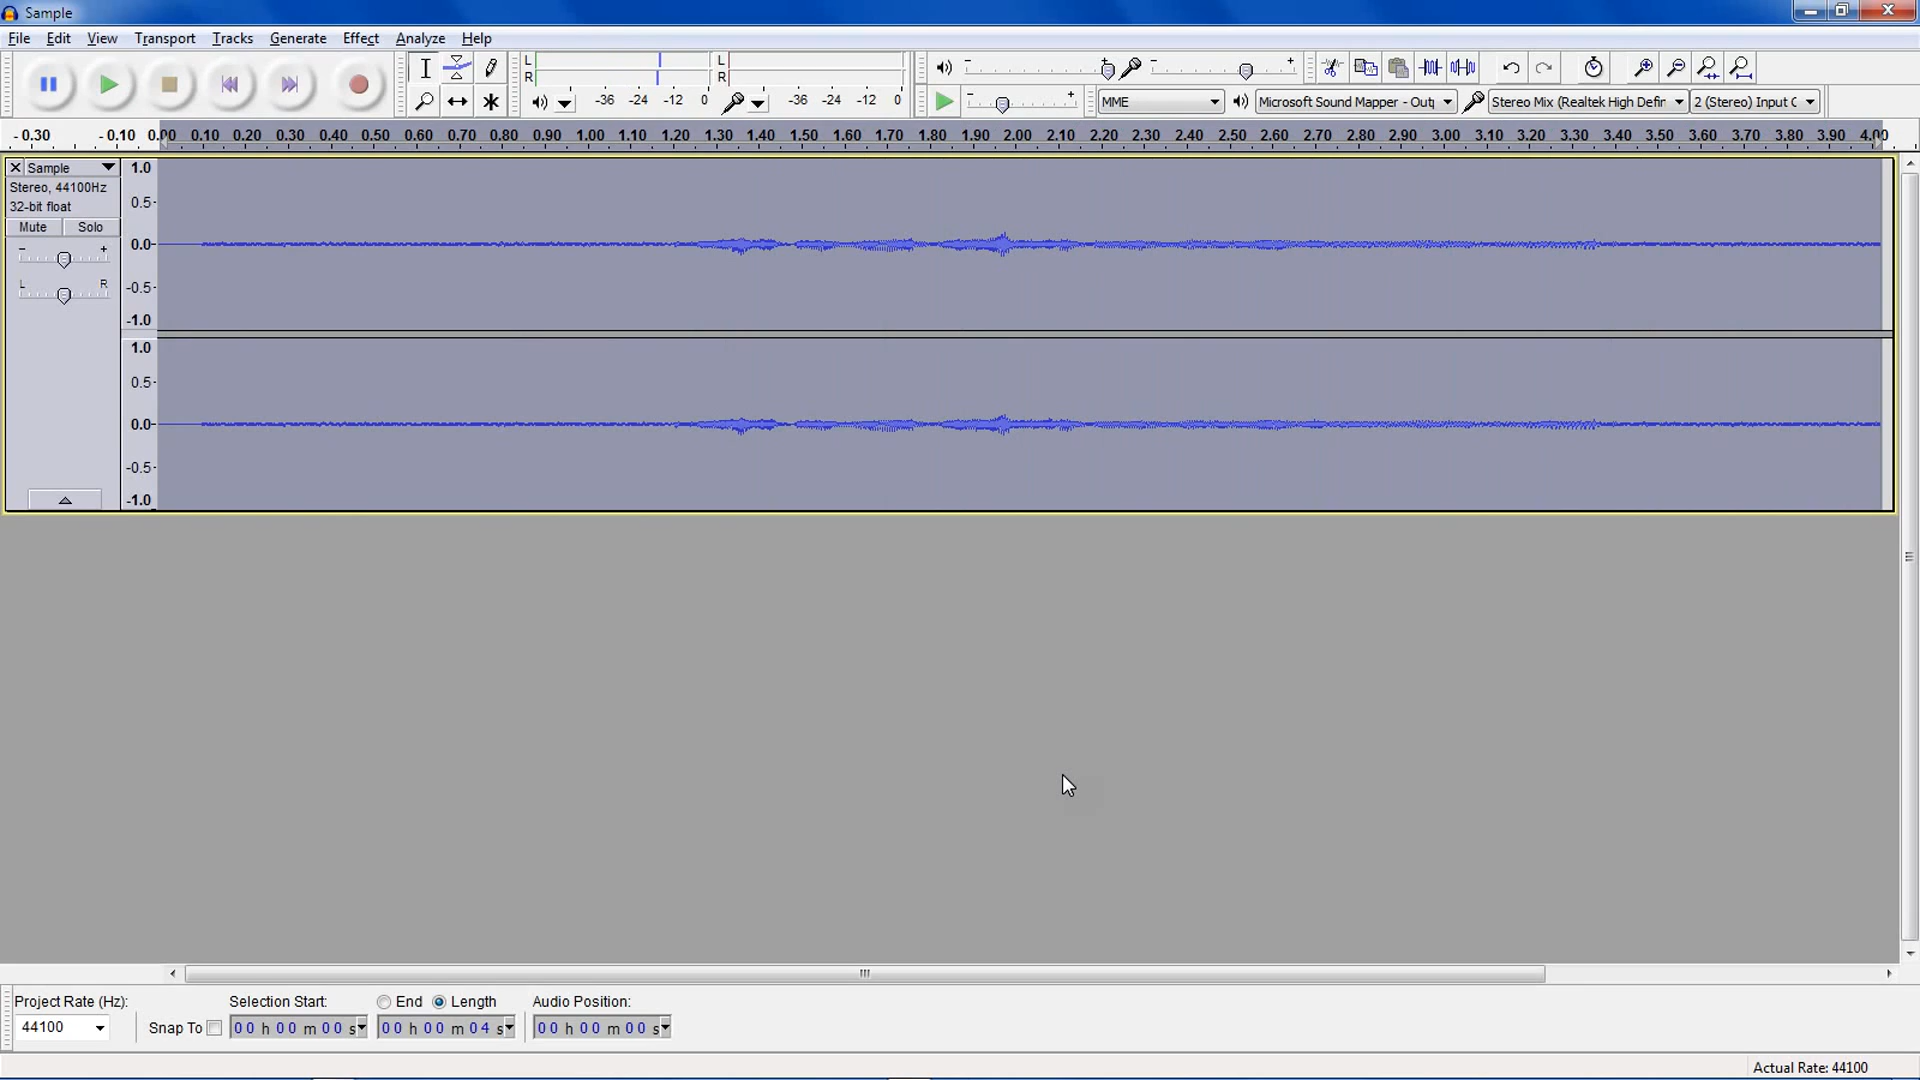 Sample
File Edit View Transport Tracks Generate Effect Analyze Help
L L
R R
-36 -24 -12 0 -36 -24 -12 0
MME Microsoft Sound Mapper - Outp Stereo Mix (Realtek High Defin 2 (Stereo) Input C
-0.30 -0.10 0.00 0.10 0.20 0.30 0.40 0.50 0.60 0.70 0.80 0.90 1.00 1.10 1.20 1.30 1.40 1.50 1.60 1.70 1.80 1.90 2.00 2.10 2.20 2.30 2.40 2.50 2.60 2.70 2.80 2.90 3.00 3.10 3.20 3.30 3.40 3.50 3.60 3.70 3.80 3.90 4.00
Sample 1.0
Stereo, 44100Hz
32-bit float 0.5
Mute Solo
0.0
L R -0.5
-1.0
1.0
0.5
0.0
-0.5
-1.0
Project Rate (Hz): Selection Start: End Length Audio Position:
44100 Snap To 00 h 00 m 00 s 00 h 00 m 04 s 00 h 00 m 00 s
Actual Rate: 44100